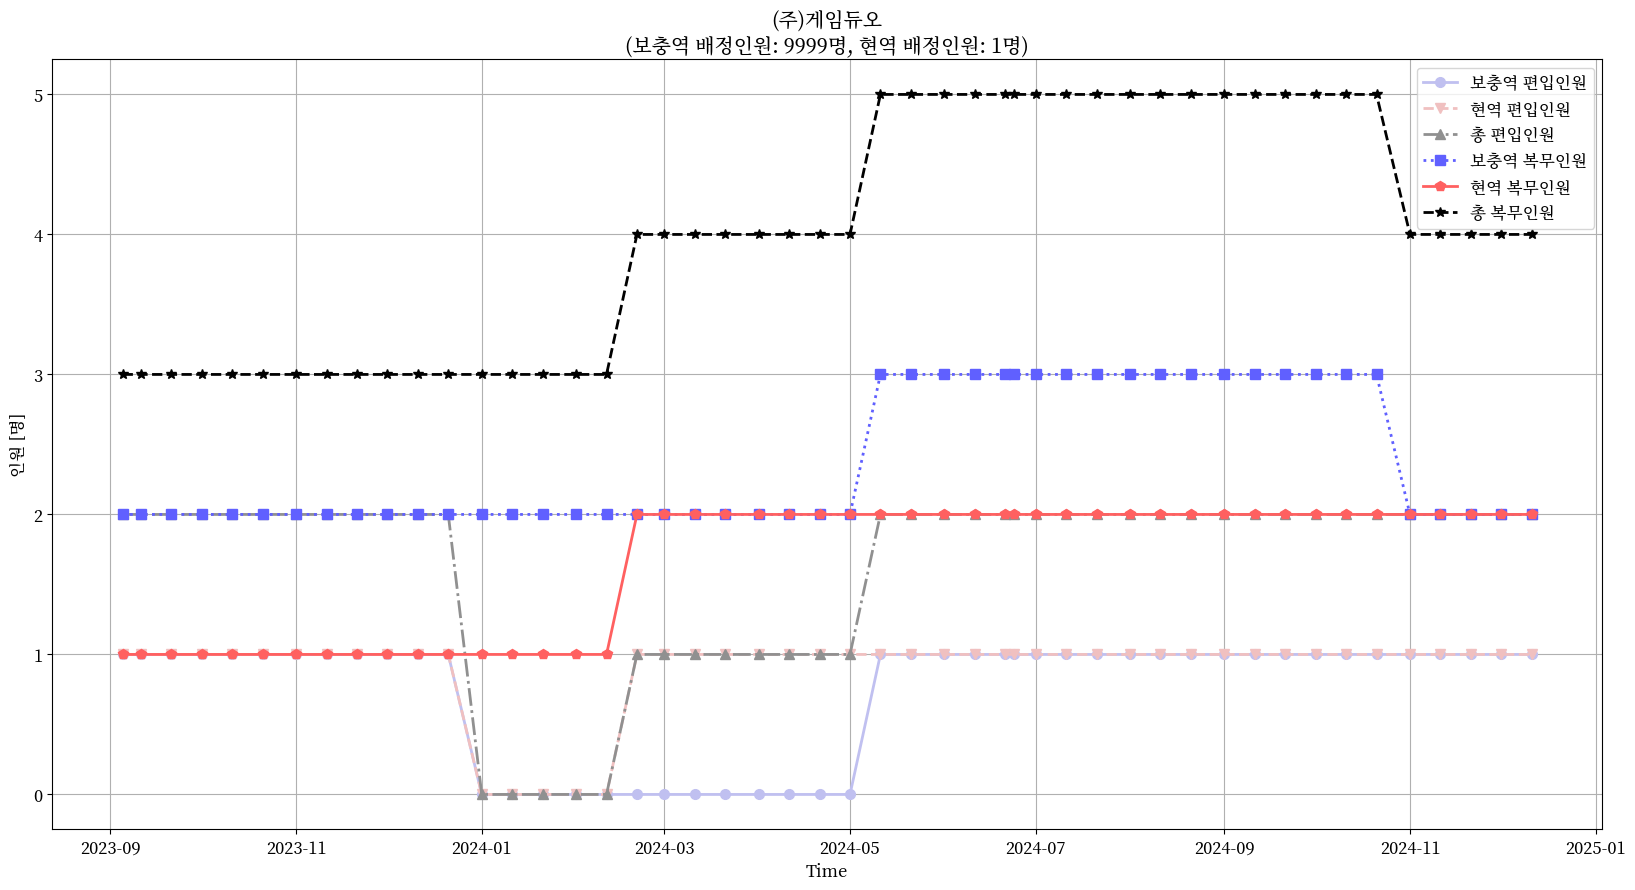 (주)게임듀오
(보충역 배정인원: 9999명, 현역 배정인원: 1명)
보충역 편입인원
현역 편입인원
총 편입인원
보충역 복무인원
현역 복무인원
총 복무인원
인원 [명]
5
4
3
2
1
0
2023-09
2023-11
2024-01
2024-03
2024-05
2024-07
2024-09
2024-11
2025-01
Time